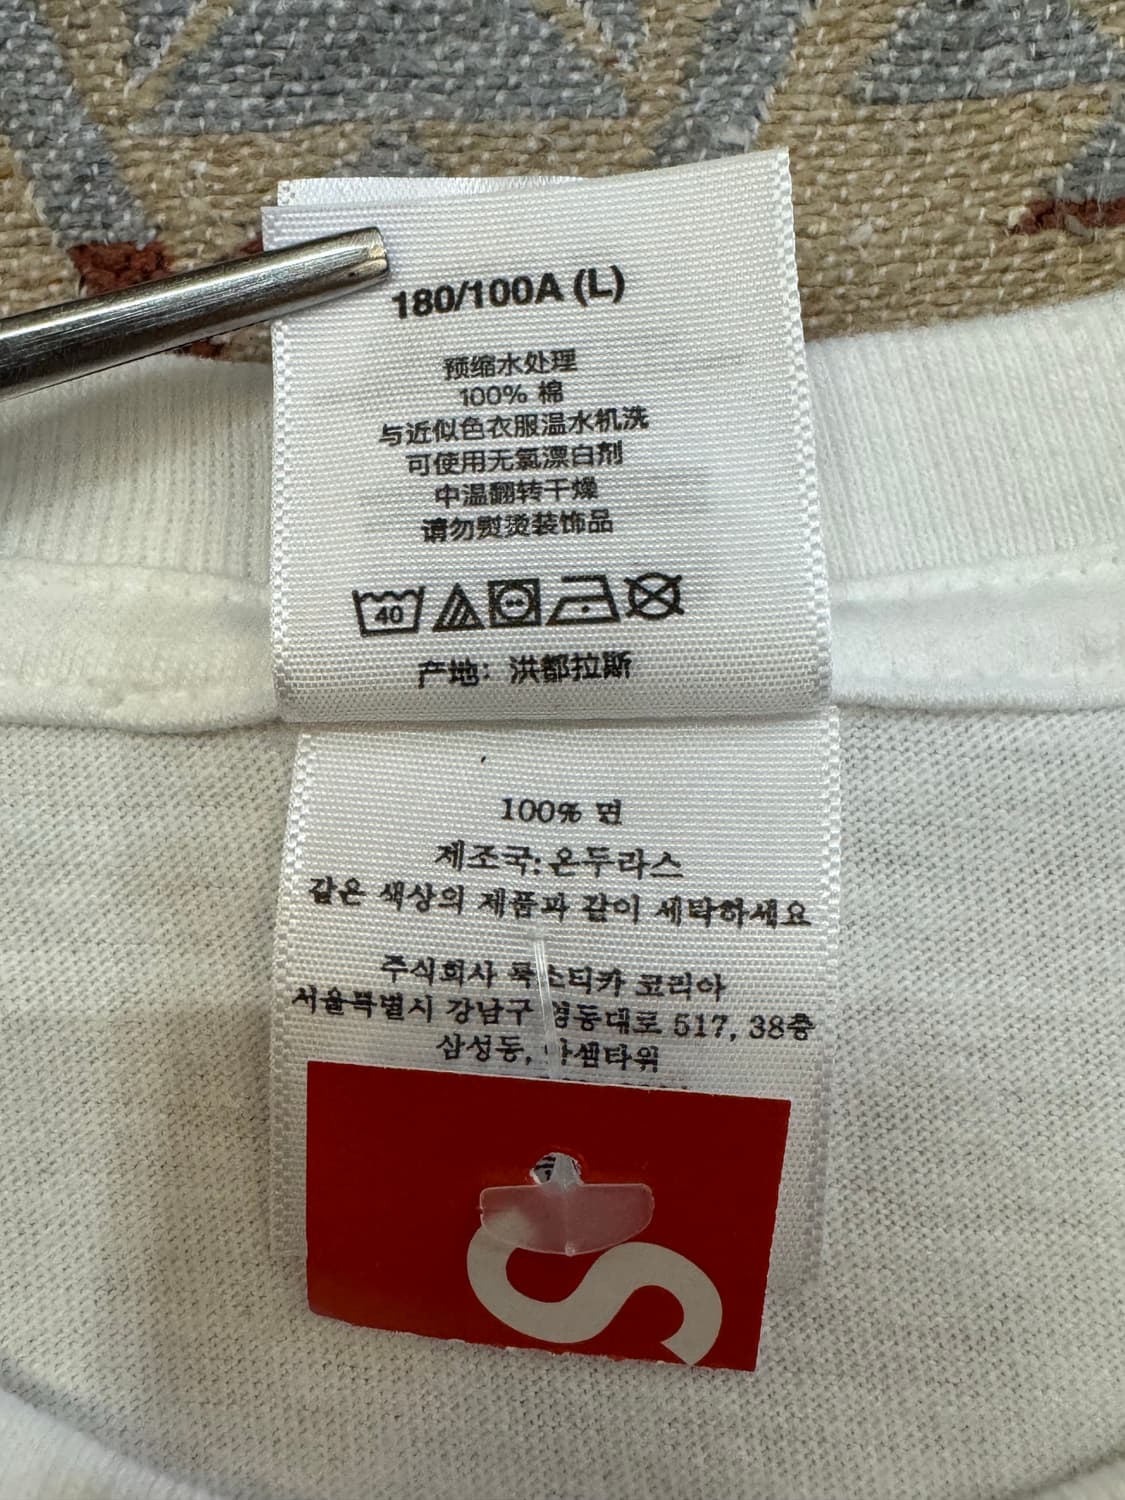 180/100A (L)
预缩水处理
100% 棉
与近似色衣服温水机洗
可使用无氯漂白剂
中温翻转干燥
请勿熨烫装饰品
40
产地：洪都拉斯
100% 면
제조국: 온두라스
같은 색상의 제품과 같이 세탁하세요
주식회사 코리아
서울특별시 강남구 영동대로 517, 38층
삼성동,
S